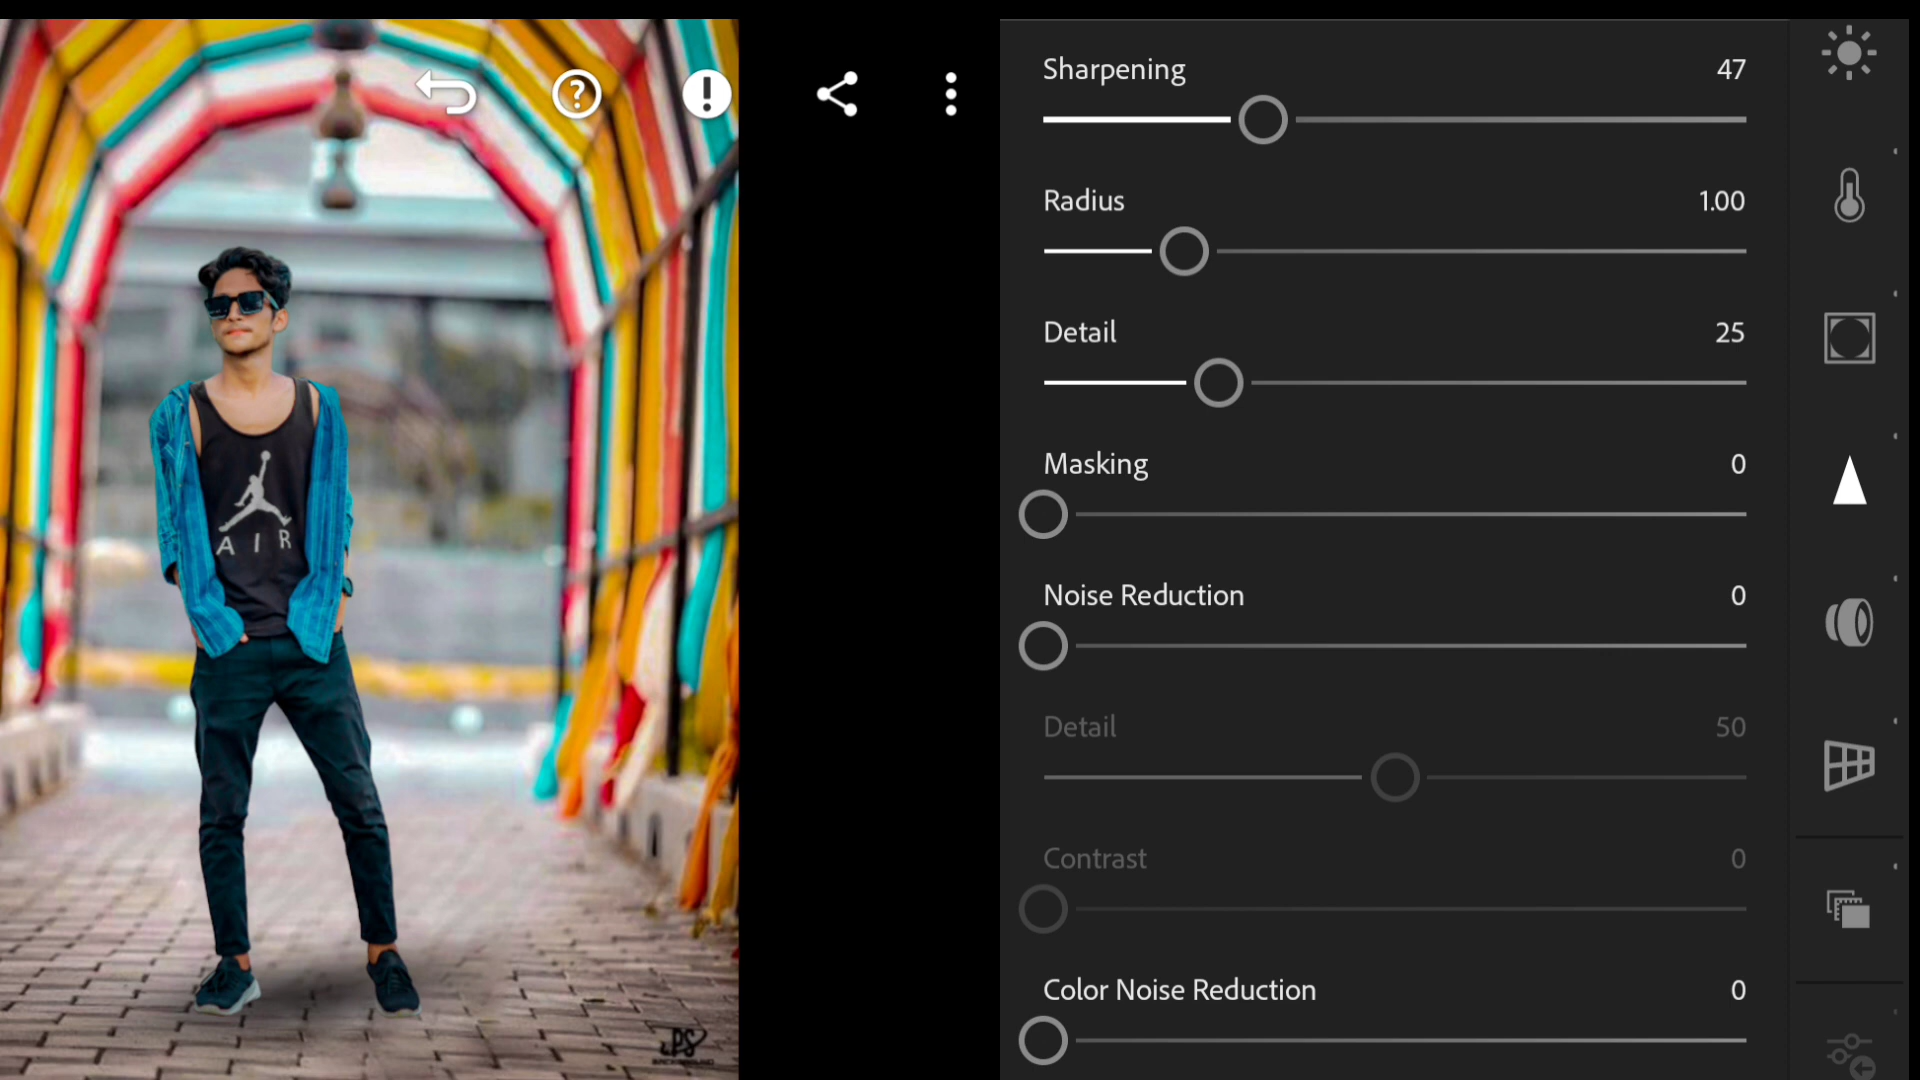 Sharpening 47
Radius 1.00
Detail 25
Masking 0
Noise Reduction 0
Detail 50
Contrast 0
Color Noise Reduction 0
AIR
PS